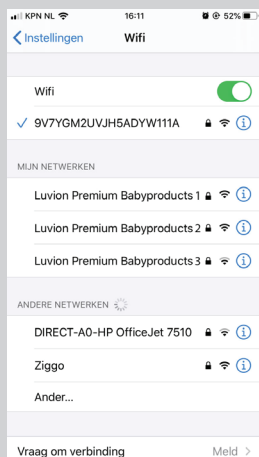 KPN NL 16:11 52%
Instellingen Wifi
Wifi
9V7YGM2UVJH5ADYW111A
MIJN NETWERKEN
Luvion Premium Babyproducts 1
Luvion Premium Babyproducts 2
Luvion Premium Babyproducts 3
ANDERE NETWERKEN
DIRECT-A0-HP OfficeJet 7510
Ziggo
Ander...
Vraag om verbinding Meld